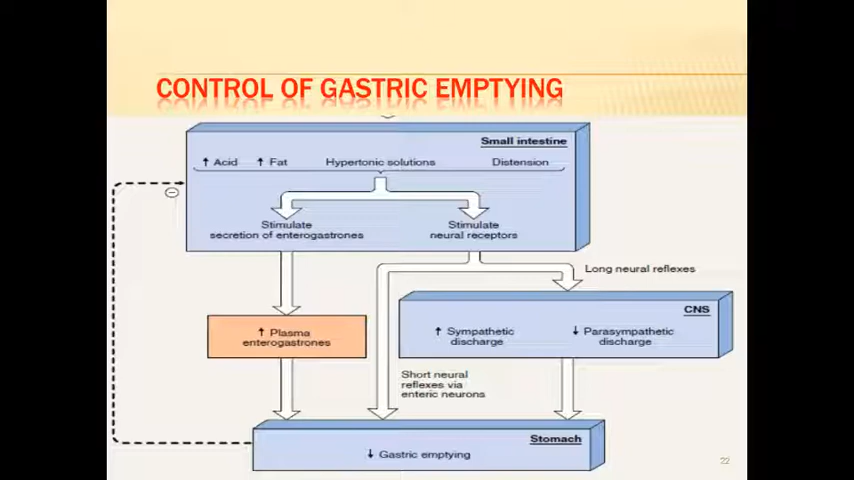 CONTROL OF GASTRIC EMPTYING
Small intestine
↑ Acid ↑ Fat Hypertonic solutions Distension
Stimulate
secretion of enterogastrones
Stimulate
neural receptors
Long neural reflexes
CNS
↑ Plasma
enterogastrones
↑ Sympathetic
discharge
↓ Parasympathetic
discharge
Short neural
reflexes via
enteric neurons
Stomach
↓ Gastric emptying
22